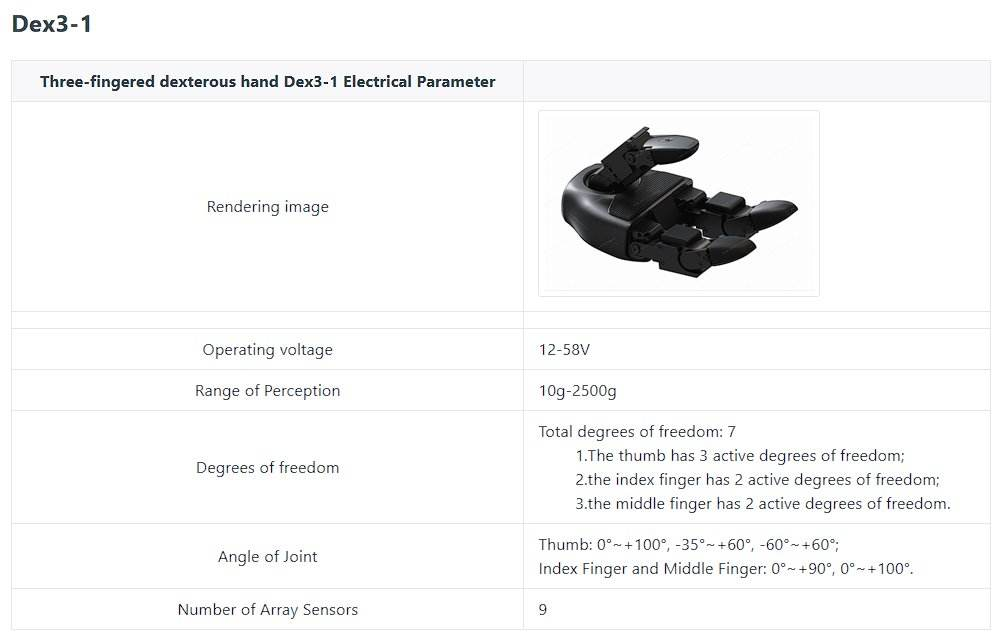 Dex3-1
Three-fingered dexterous hand Dex3-1 Electrical Parameter
Rendering image
Operating voltage
12-58V
Range of Perception
10g-2500g
Degrees of freedom
Total degrees of freedom: 7
1.The thumb has 3 active degrees of freedom;
2.the index finger has 2 active degrees of freedom;
3.the middle finger has 2 active degrees of freedom.
Angle of Joint
Thumb: 0°~+100°, -35°~+60°, -60°~+60°;
Index Finger and Middle Finger: 0°~+90°, 0°~+100°.
Number of Array Sensors
9